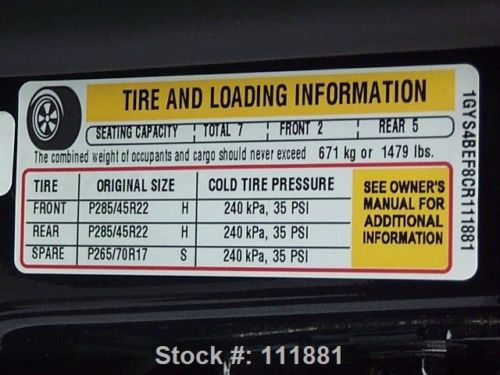 TIRE AND LOADING INFORMATION
SEATING CAPACITY TOTAL 7 FRONT 2 REAR 5
The combined weight of occupants and cargo should never exceed 671 kg or 1479 lbs.
TIRE ORIGINAL SIZE COLD TIRE PRESSURE
FRONT P285/45R22 H 240 kPa, 35 PSI
REAR P285/45R22 H 240 kPa, 35 PSI
SPARE P265/70R17 S 240 kPa, 35 PSI
SEE OWNER'S
MANUAL FOR
ADDITIONAL
INFORMATION
1GYS4BEF8CR111881
Stock #: 111881